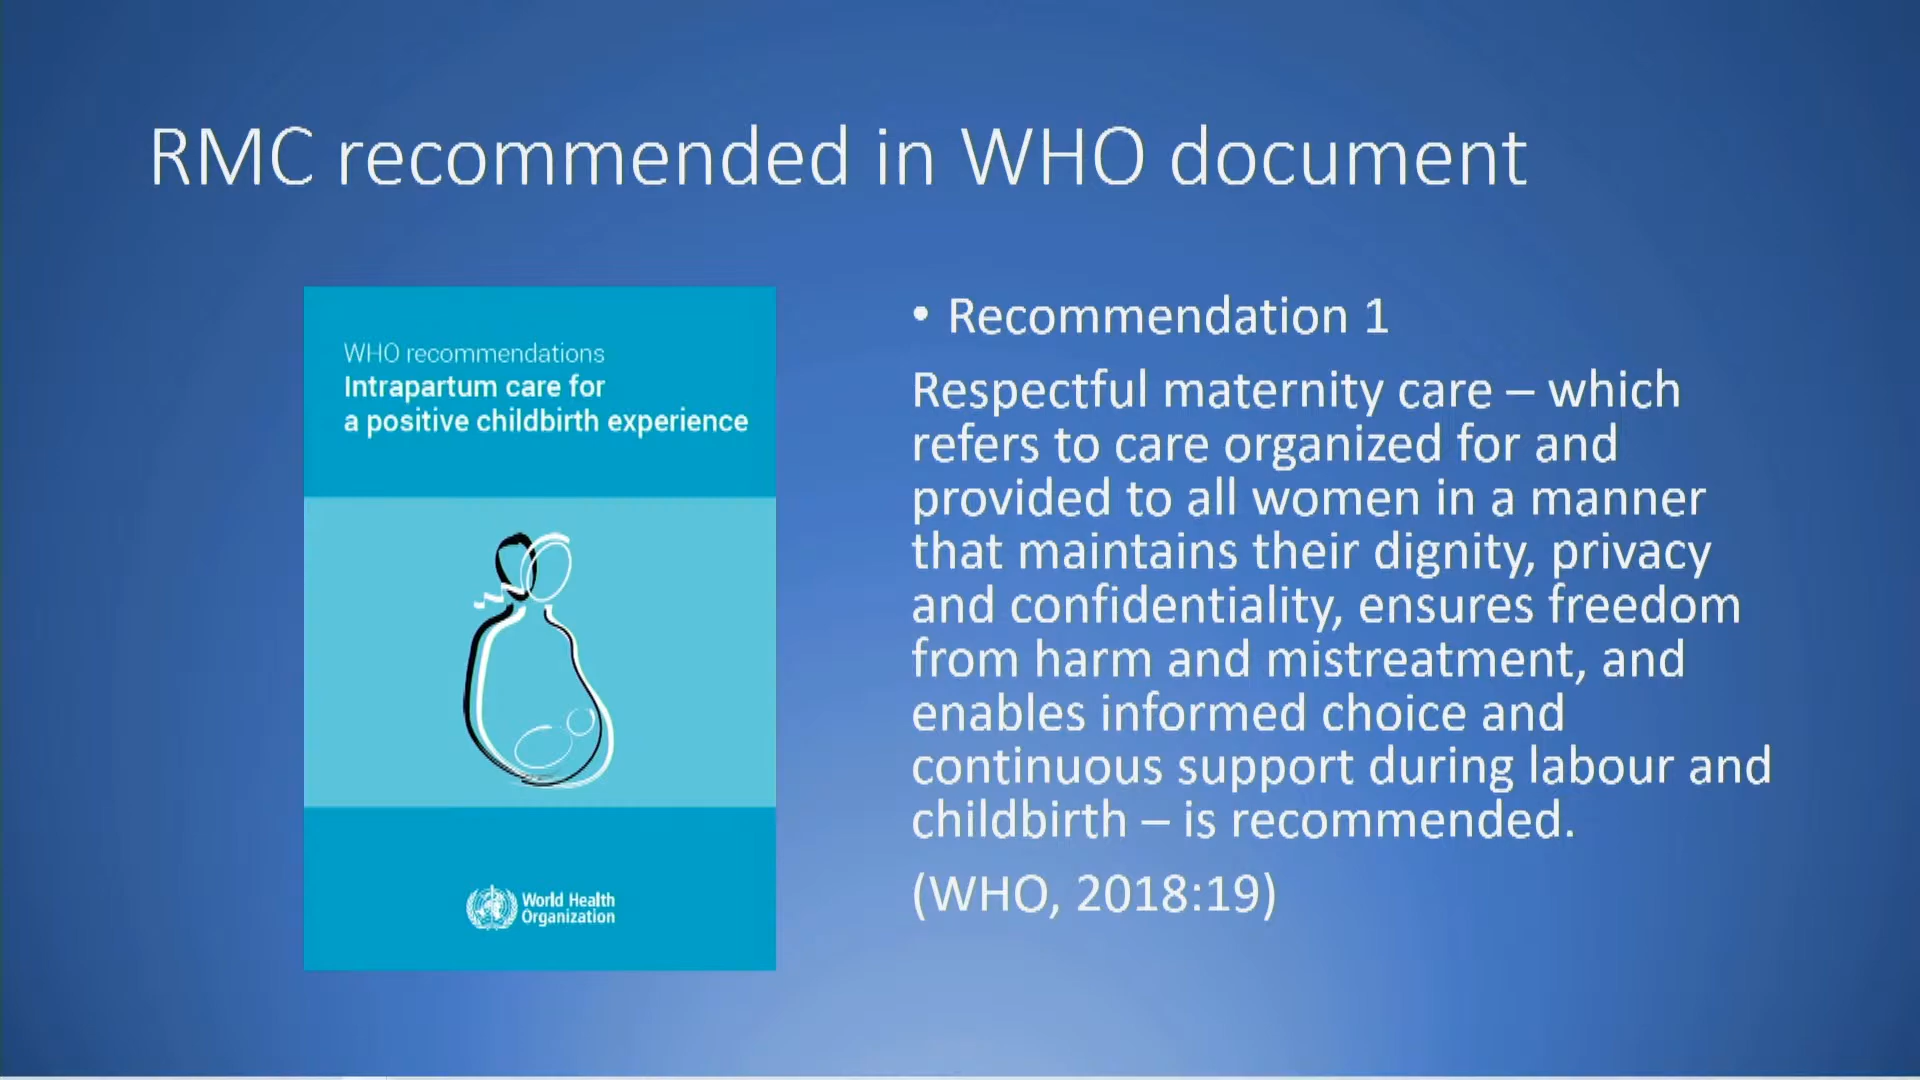 RMC recommended in WHO document
WHO recommendations
Intrapartum care for
a positive childbirth experience
World Health
Organization
• Recommendation 1
Respectful maternity care – which
refers to care organized for and
provided to all women in a manner
that maintains their dignity, privacy
and confidentiality, ensures freedom
from harm and mistreatment, and
enables informed choice and
continuous support during labour and
childbirth – is recommended.
(WHO, 2018:19)